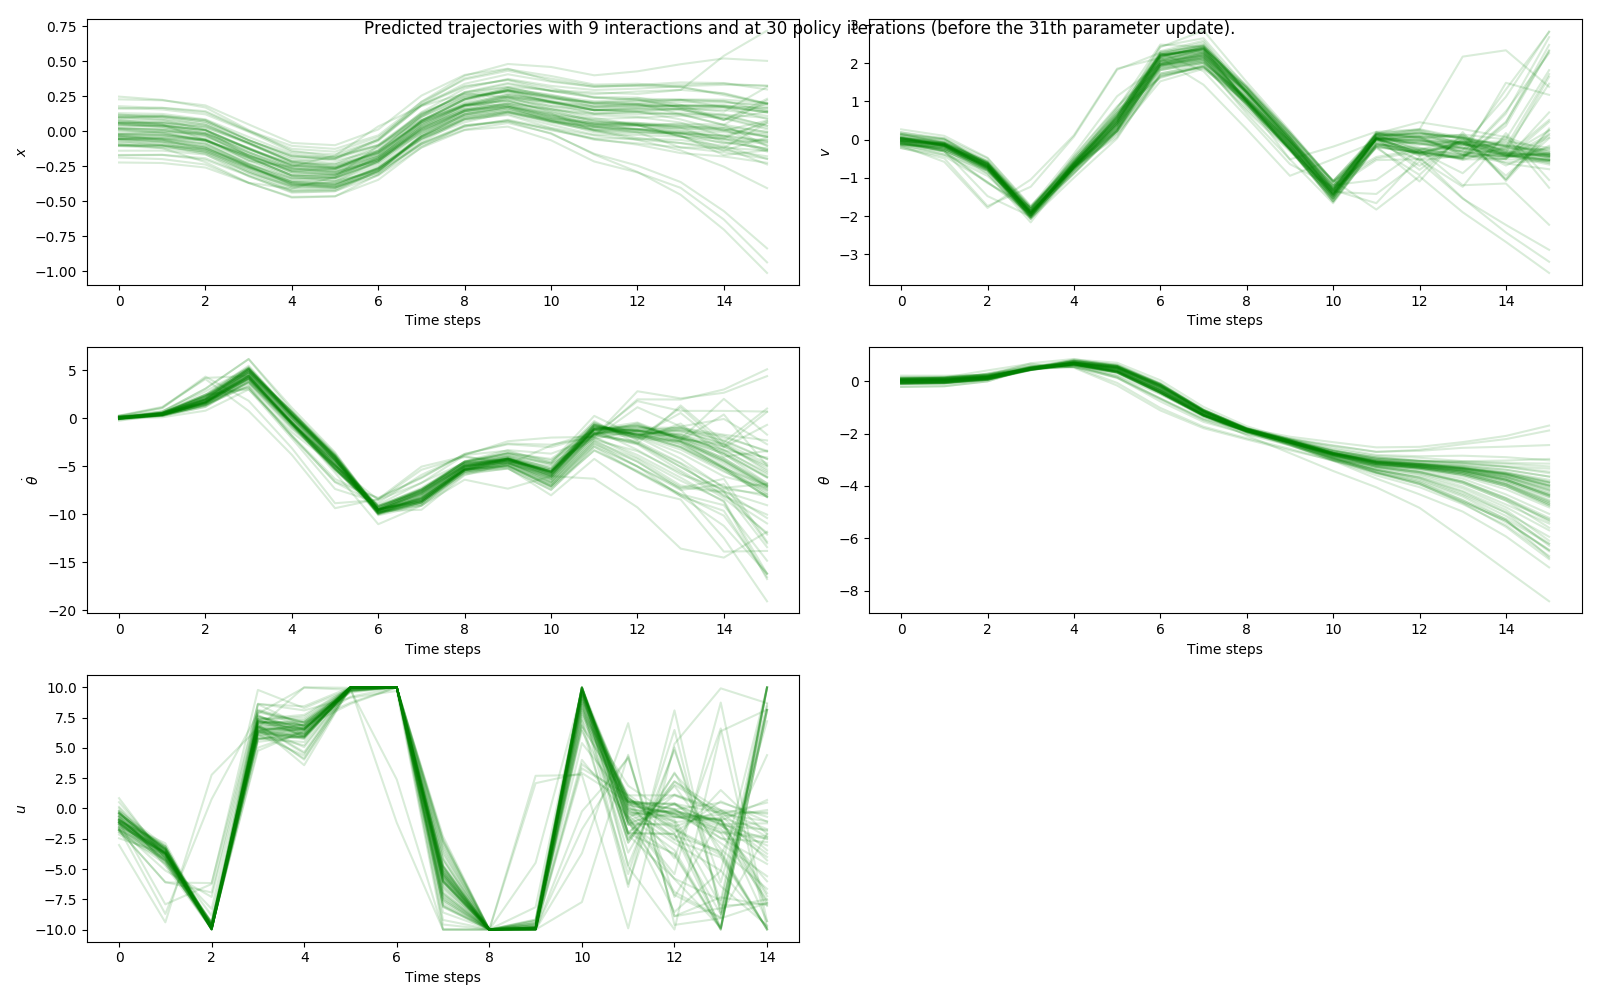 Predicted trajectories with 9 interactions and at 30 policy iterations (before the 31th parameter update).
0.75
0.50
0.25
0.00
−0.25
−0.50
−0.75
−1.00
x
0 2 4 6 8 10 12 14
Time steps
3
2
1
0
−1
−2
−3
v
0 2 4 6 8 10 12 14
Time steps
5
0
−5
−10
−15
−20
θ̇
0 2 4 6 8 10 12 14
Time steps
0
−2
−4
−6
−8
θ
0 2 4 6 8 10 12 14
Time steps
10.0
7.5
5.0
2.5
0.0
−2.5
−5.0
−7.5
−10.0
u
0 2 4 6 8 10 12 14
Time steps